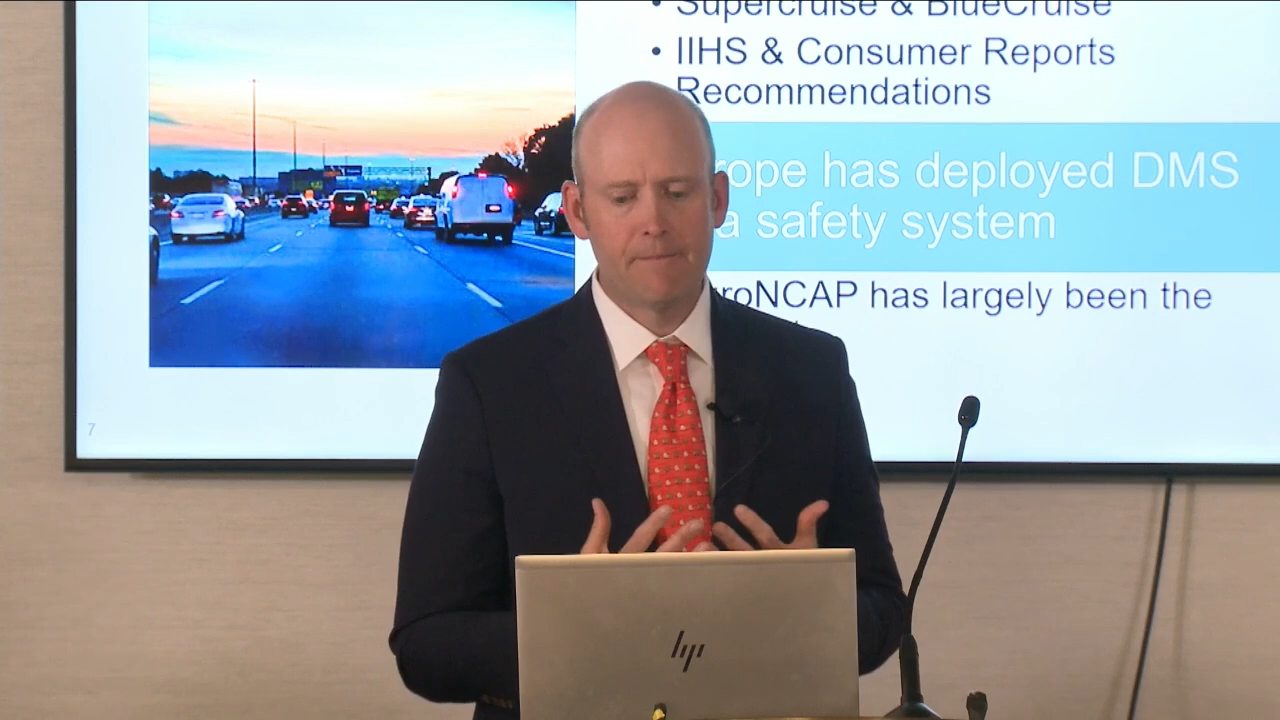 • Supercruise & BlueCruise
• IIHS & Consumer Reports
Recommendations
rope has deployed DMS
a safety system
roNCAP has largely been the
7
hp